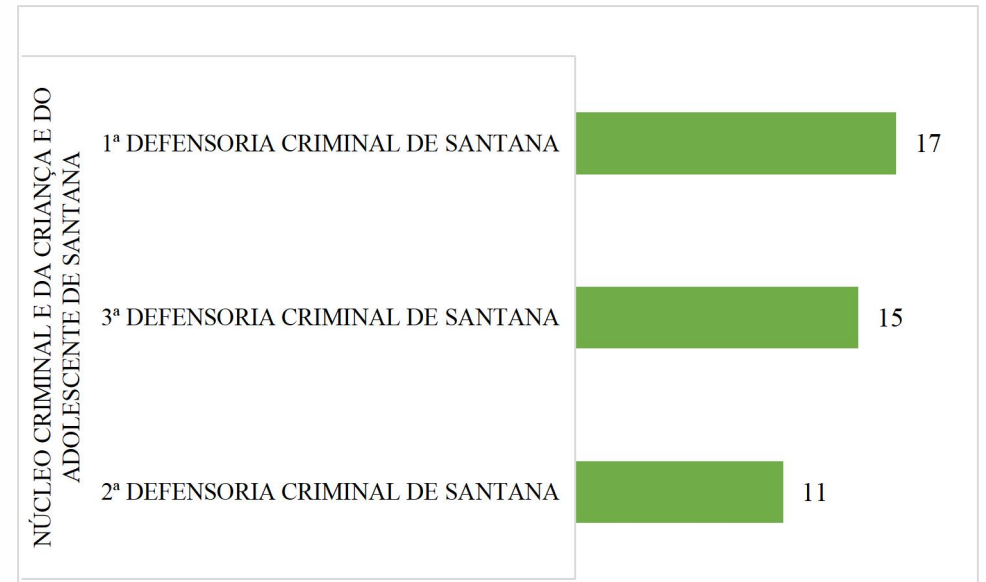 NÚCLEO CRIMINAL E DA CRIANÇA E DO
ADOLESCENTE DE SANTANA
1ª DEFENSORIA CRIMINAL DE SANTANA
17
3ª DEFENSORIA CRIMINAL DE SANTANA
15
2ª DEFENSORIA CRIMINAL DE SANTANA
11